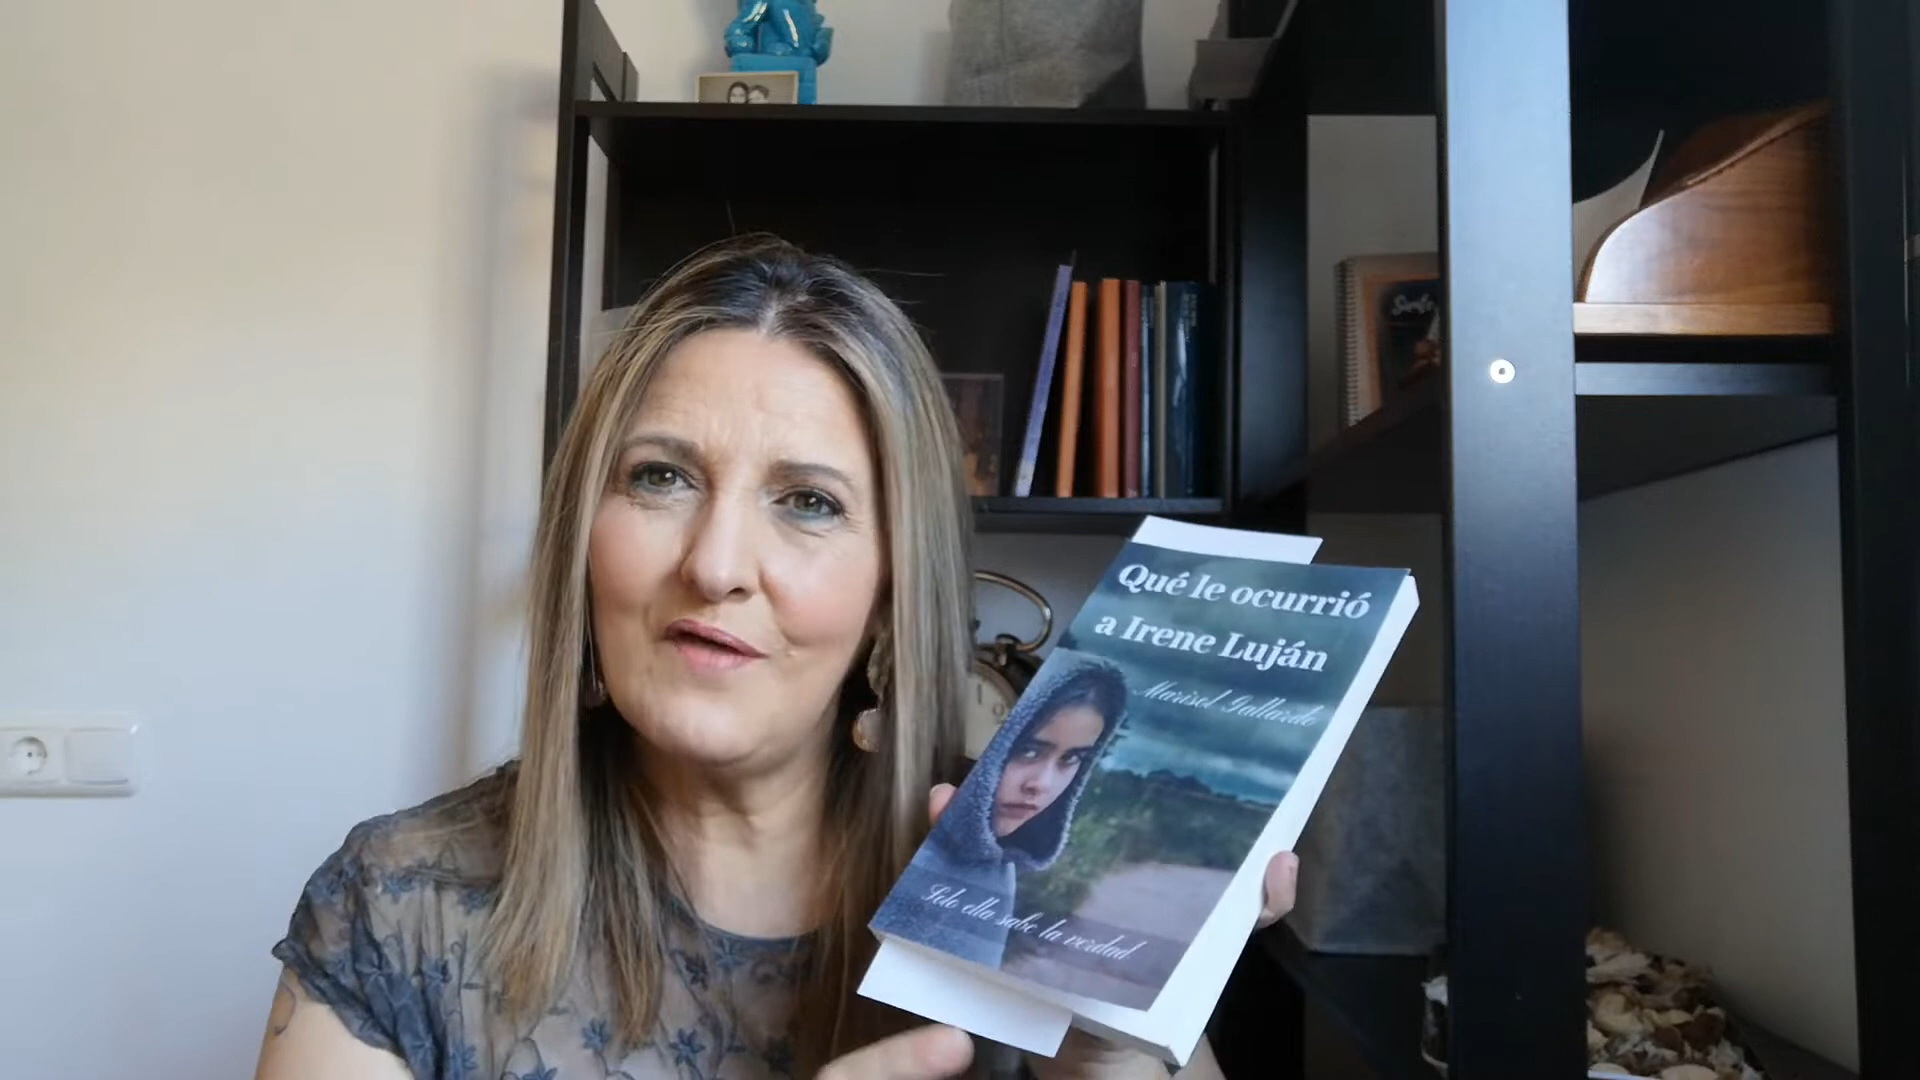 Qué le ocurrió
a Irene Luján
Marisol Gallardo
Solo ella sabe la verdad